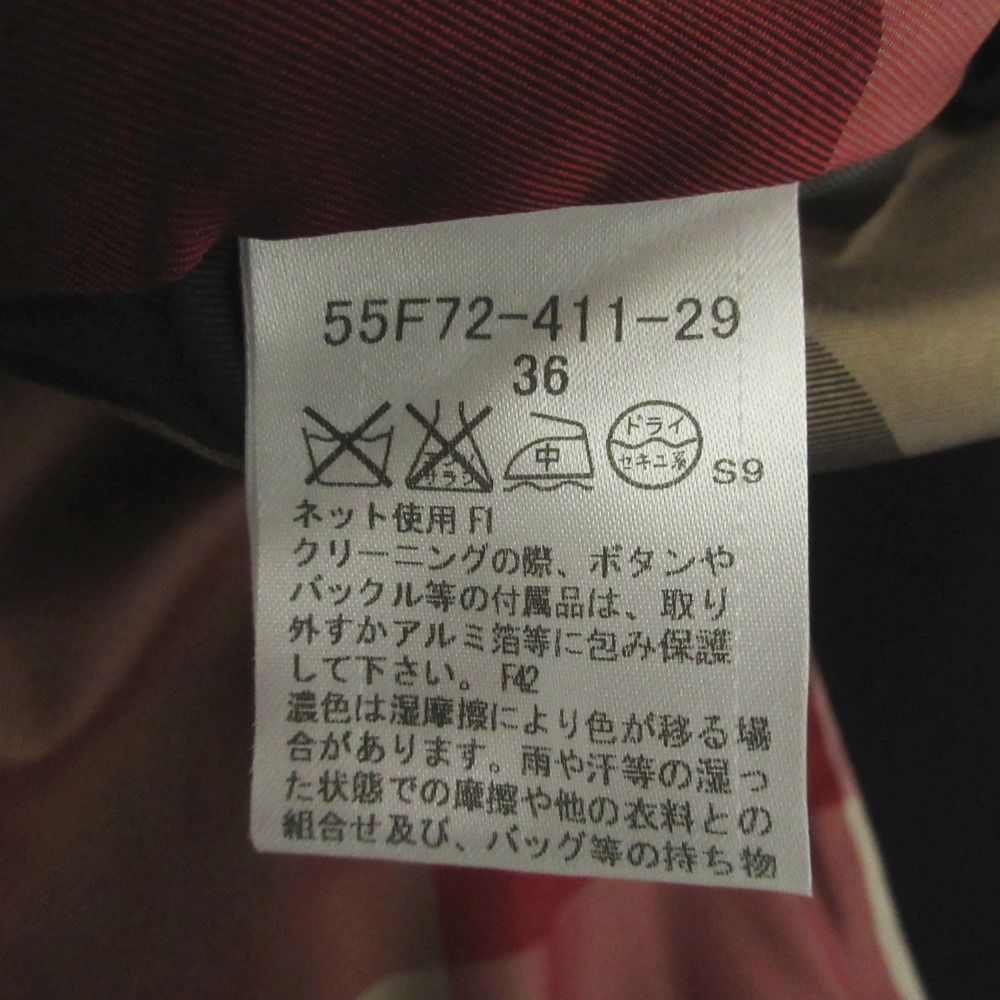 55F72-411-29
36
中 ドライ
セキユ系 S9
ネット使用 F1
クリーニングの際、ボタンや
バックル等の付属品は、取り
外すかアルミ箔等に包み保護
して下さい。 F42
濃色は湿摩擦により色が移る場
合があります。雨や汗等の湿っ
た状態での摩擦や他の衣料との
組合せ及び、バッグ等の持ち物